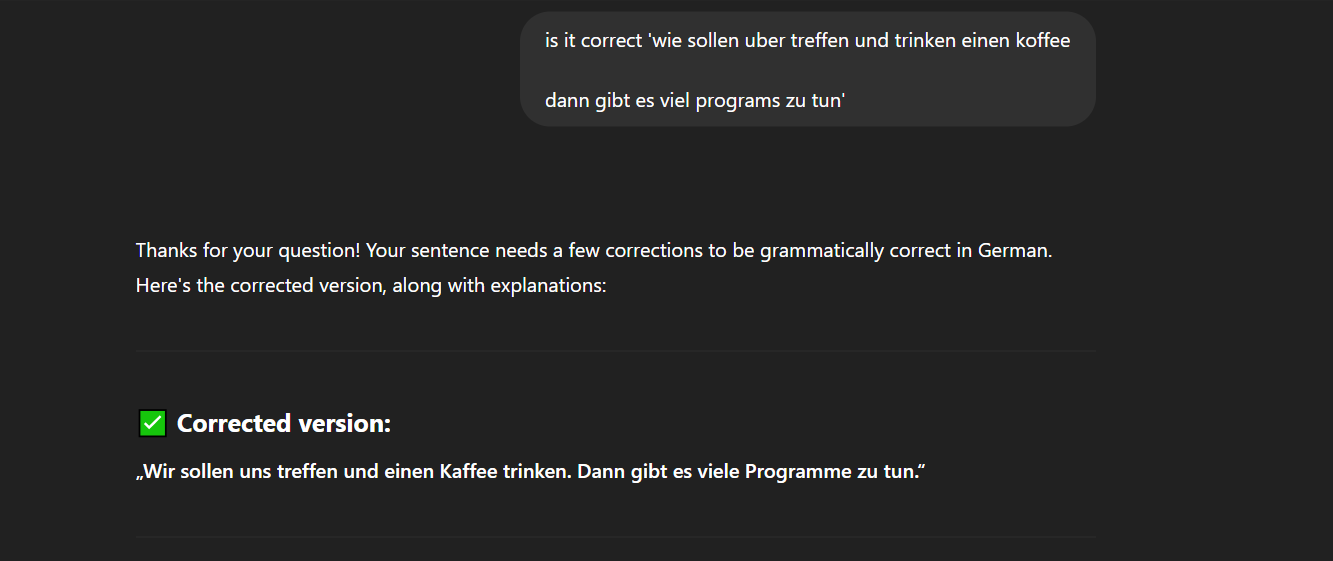 is it correct 'wie sollen uber treffen und trinken einen koffee
dann gibt es viel programs zu tun'
Thanks for your question! Your sentence needs a few corrections to be grammatically correct in German.
Here's the corrected version, along with explanations:
✅ Corrected version:
„Wir sollen uns treffen und einen Kaffee trinken. Dann gibt es viele Programme zu tun.“